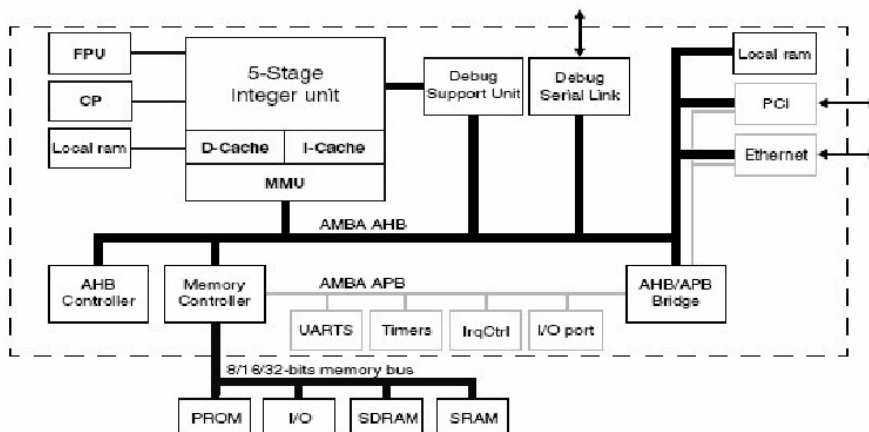 FPU
CP
Local ram
5-Stage
Integer unit
D-Cache
I-Cache
MMU
Debug
Support Unit
Debug
Serial Link
Local ram
PCI
Ethernet
AMBA AHB
AHB
Controller
Memory
Controller
AMBA APB
AHB/APB
Bridge
UARTS
Timers
IrqCtrl
I/O port
8/16/32-bits memory bus
PROM
I/O
SDRAM
SRAM